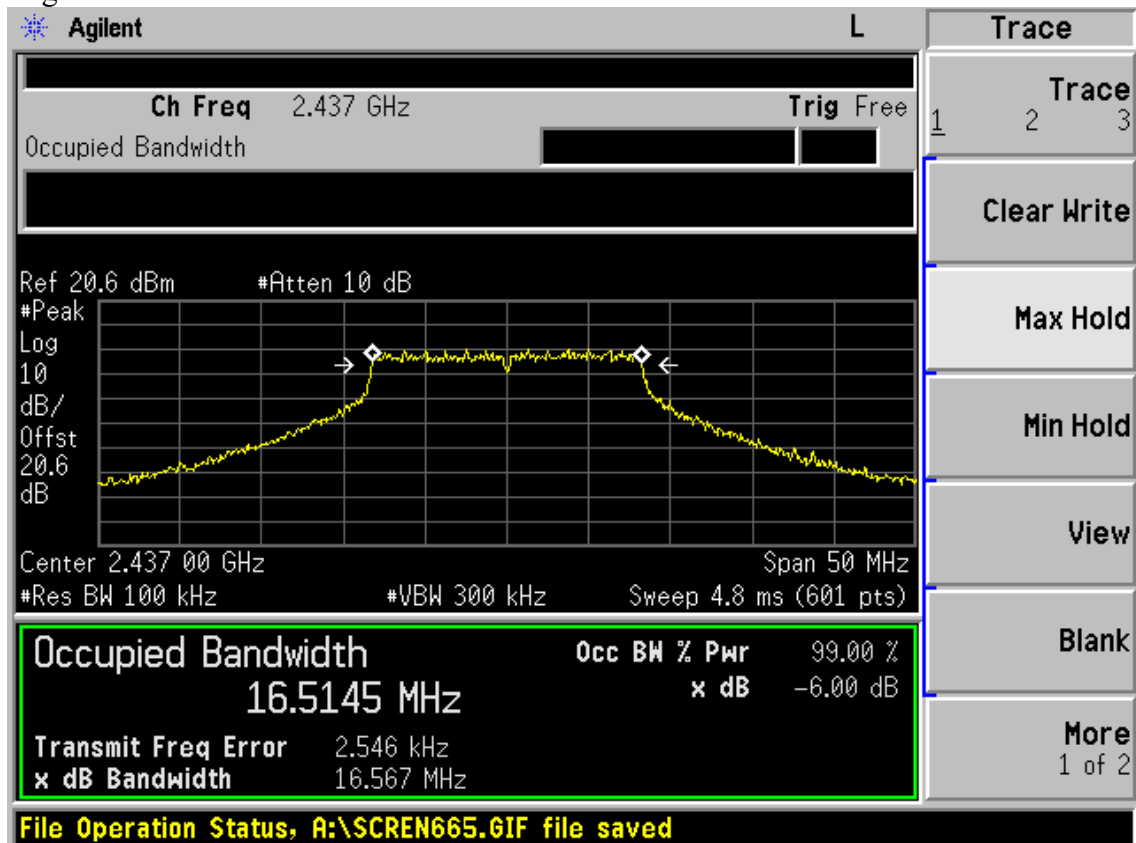 Agilent L Trace
Ch Freq 2.437 GHz Trig Free
Occupied Bandwidth
Trace
1 2 3
Clear Write
Ref 20.6 dBm #Atten 10 dB
#Peak
Log
10
dB/
Offst
20.6
dB
Max Hold
Min Hold
View
Center 2.437 00 GHz Span 50 MHz
#Res BW 100 kHz #VBW 300 kHz Sweep 4.8 ms (601 pts)
Occupied Bandwidth Occ BW % Pwr 99.00 %
16.5145 MHz x dB -6.00 dB
Transmit Freq Error 2.546 kHz
x dB Bandwidth 16.567 MHz
Blank
More
1 of 2
File Operation Status, A:\SCREN665.GIF file saved